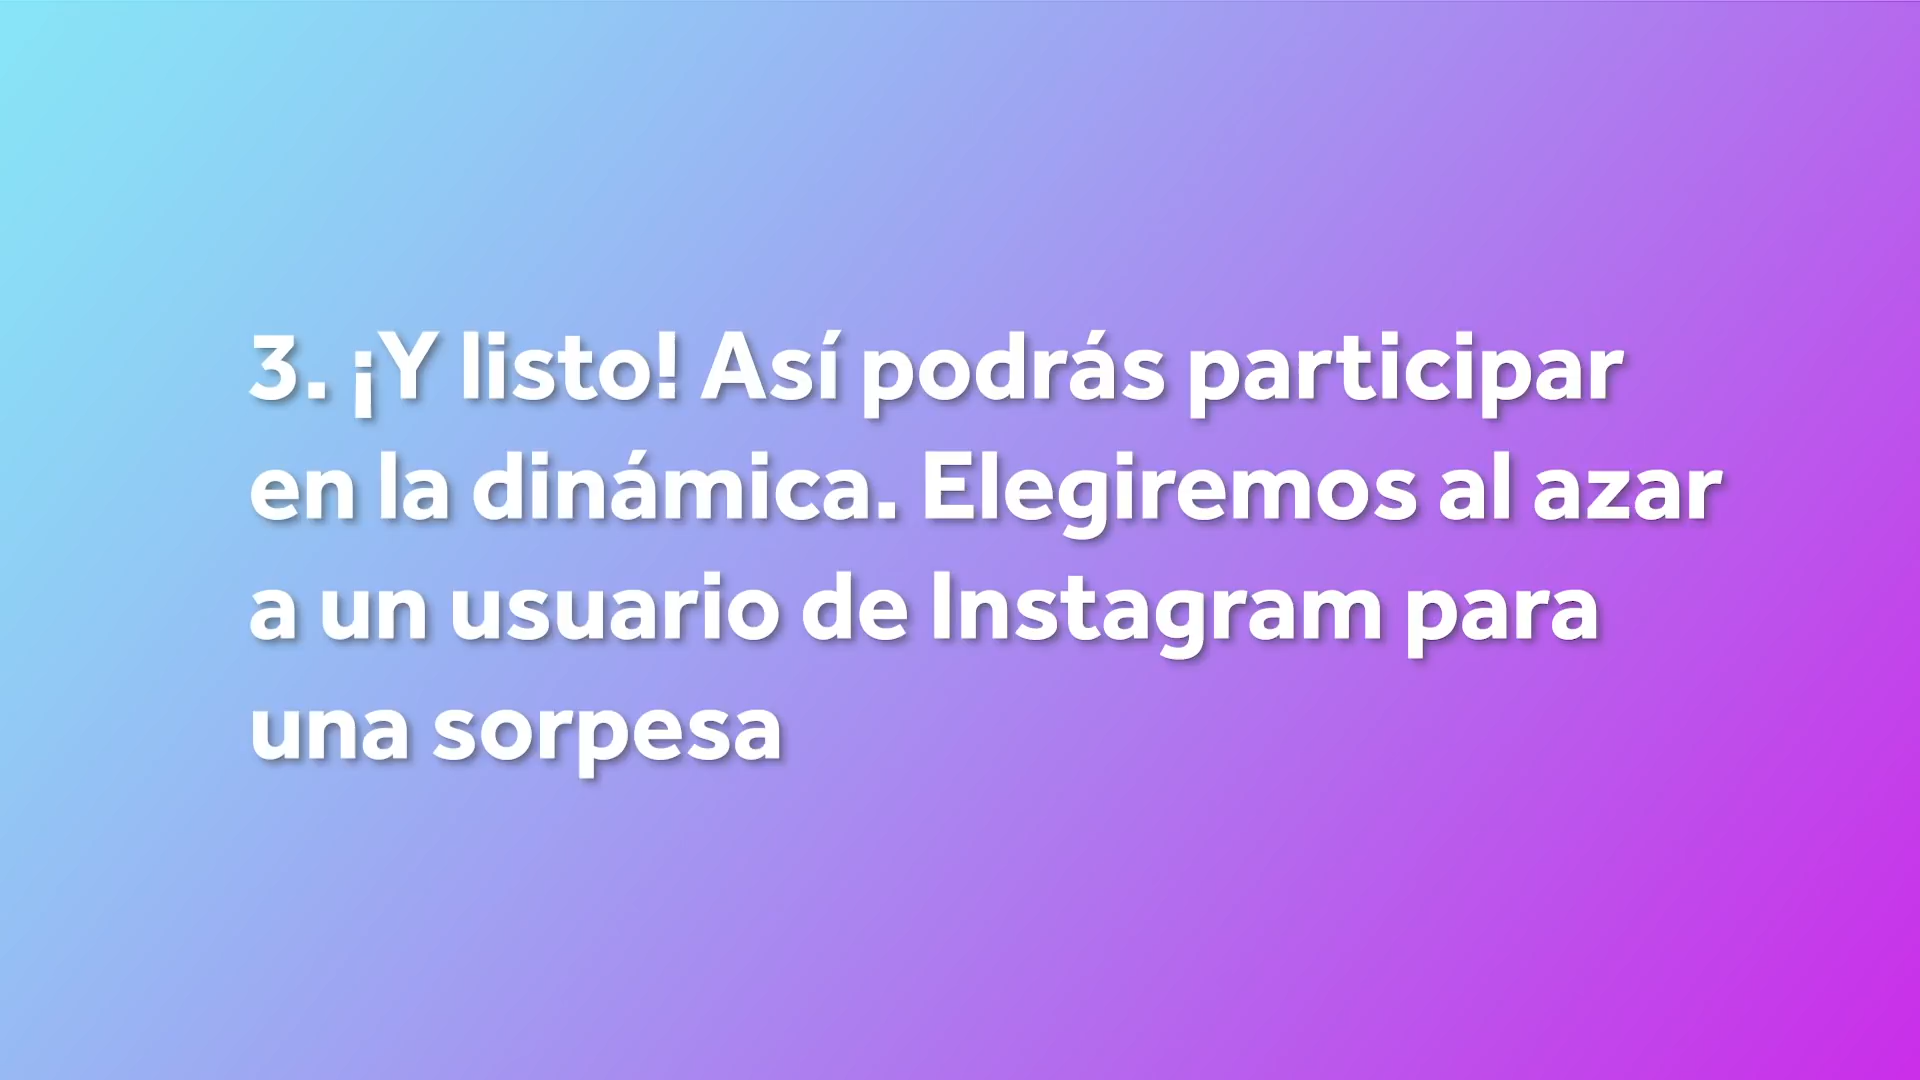 3. ¡Y listo! Así podrás participar
en la dinámica. Elegiremos al azar
a un usuario de Instagram para
una sorpesa